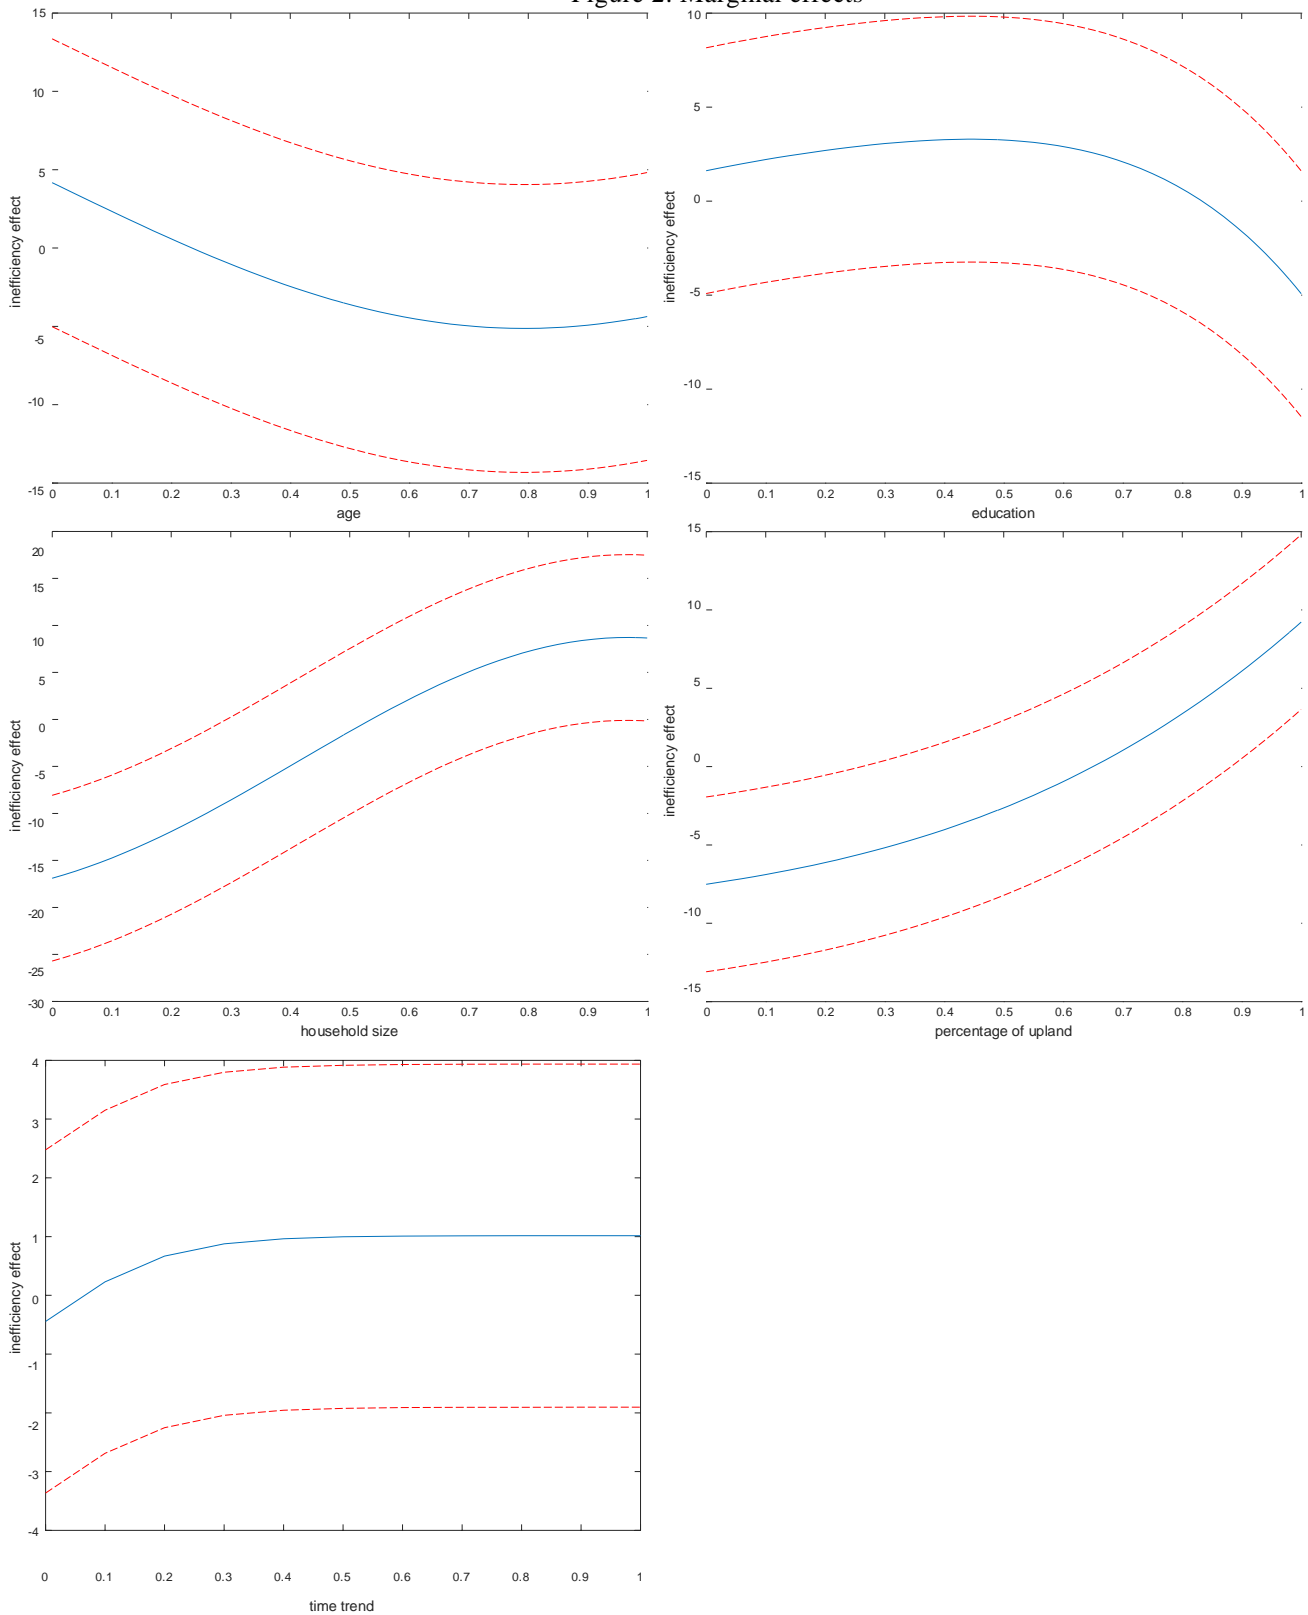 Figure 2. Marginal effects
15
10
5
0
-5
-10
-15
inefficiency effect
0 0.1 0.2 0.3 0.4 0.5 0.6 0.7 0.8 0.9 1
age
10
5
0
-5
-10
-15
inefficiency effect
0 0.1 0.2 0.3 0.4 0.5 0.6 0.7 0.8 0.9 1
education
20
15
10
5
0
-5
-10
-15
-20
-25
-30
inefficiency effect
0 0.1 0.2 0.3 0.4 0.5 0.6 0.7 0.8 0.9 1
household size
15
10
5
0
-5
-10
-15
inefficiency effect
0 0.1 0.2 0.3 0.4 0.5 0.6 0.7 0.8 0.9 1
percentage of upland
4
3
2
1
0
-1
-2
-3
-4
inefficiency effect
0 0.1 0.2 0.3 0.4 0.5 0.6 0.7 0.8 0.9 1
time trend